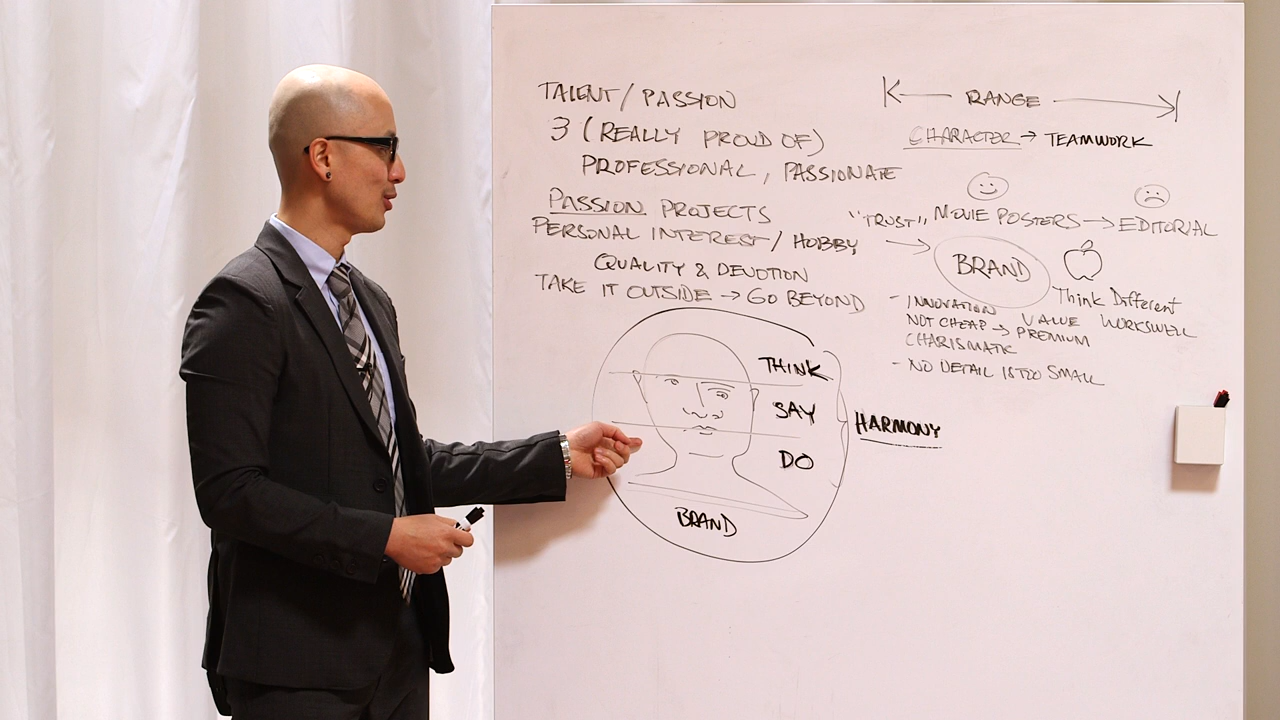 TALENT / PASSION
3 (REALLY PROUD OF)
PROFESSIONAL, PASSIONATE
PASSION PROJECTS
PERSONAL INTEREST / HOBBY
QUALITY & DEVOTION
TAKE IT OUTSIDE → GO BEYOND
RANGE
CHARACTER → TEAMWORK
"TRUST", MOVIE POSTERS → EDITORIAL
BRAND
Think Different
- INNOVATION VALUE WORKSWELL
NOT CHEAP → PREMIUM
CHARISMATIC
- NO DETAIL IS TOO SMALL
THINK
SAY
DO
HARMONY
BRAND